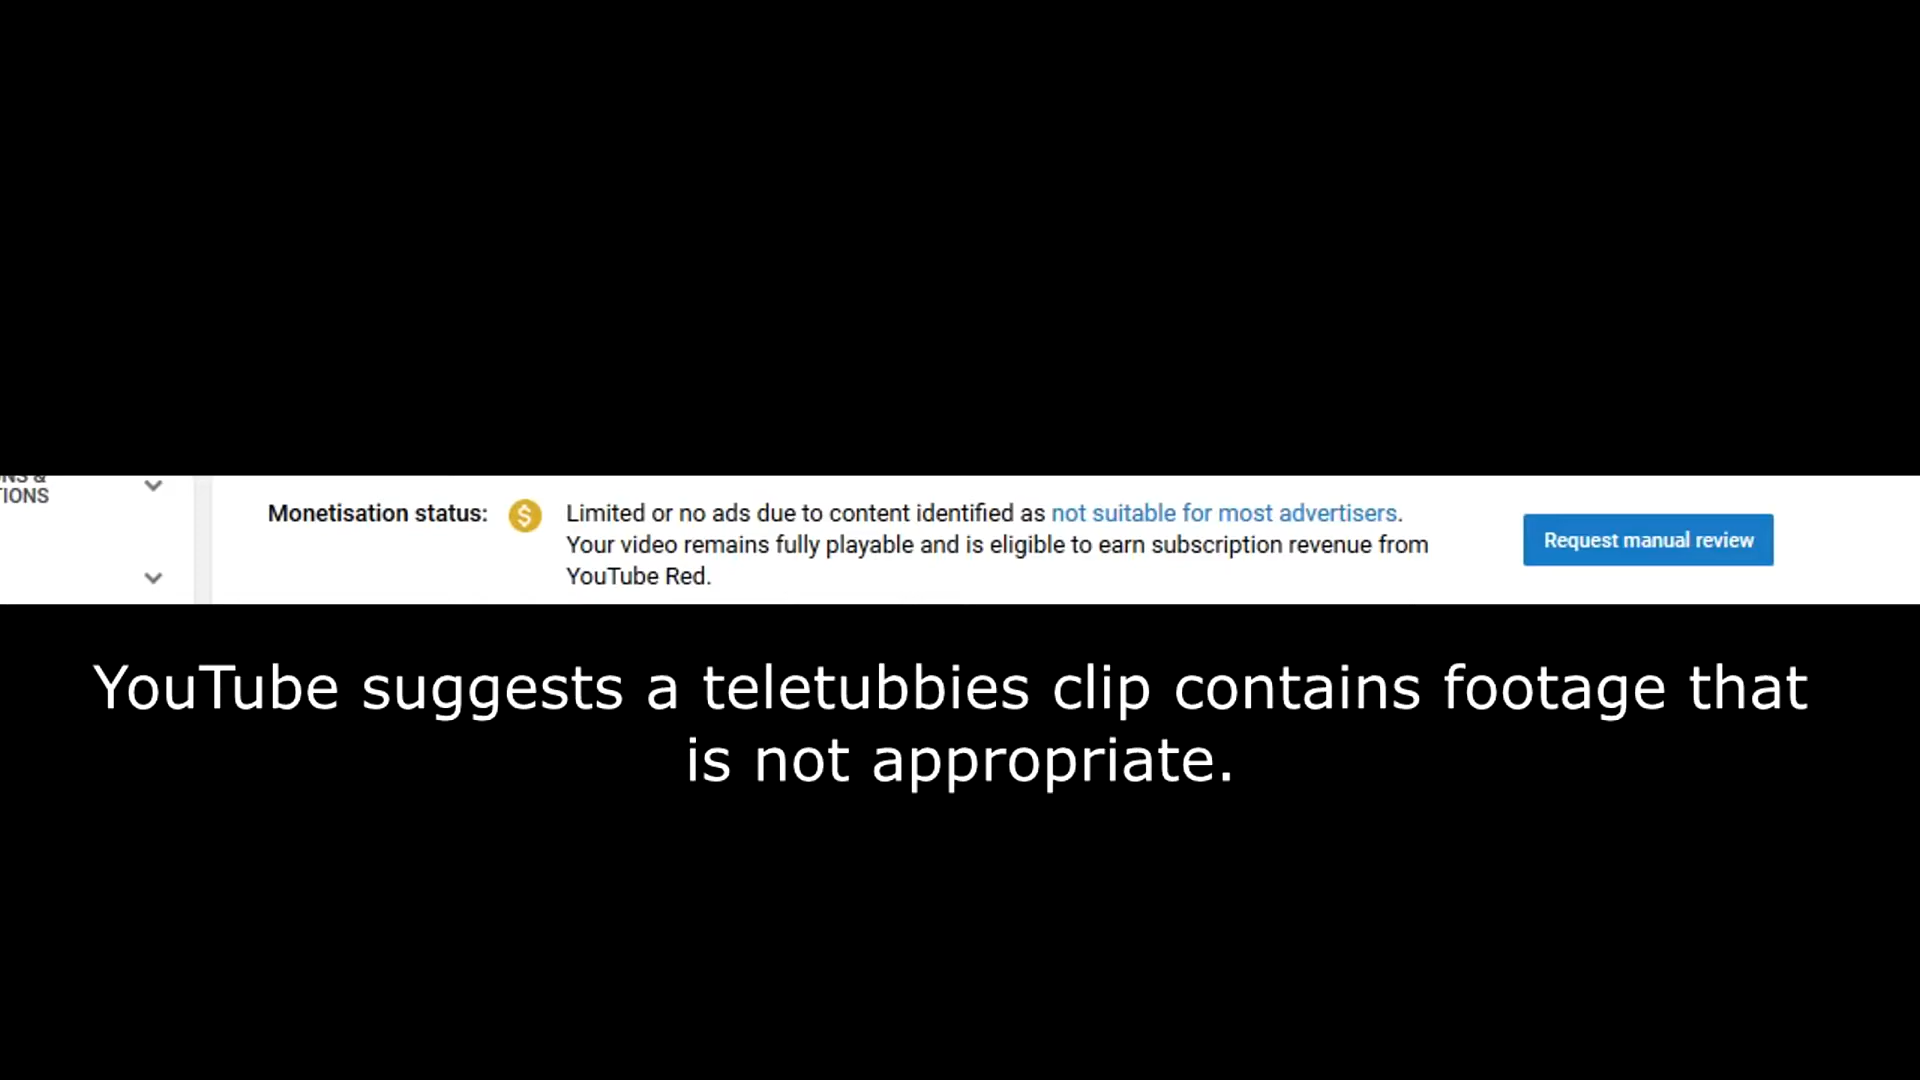 TIONS
Monetisation status:
Limited or no ads due to content identified as not suitable for most advertisers.
Your video remains fully playable and is eligible to earn subscription revenue from
YouTube Red.
Request manual review
YouTube suggests a teletubbies clip contains footage that
is not appropriate.